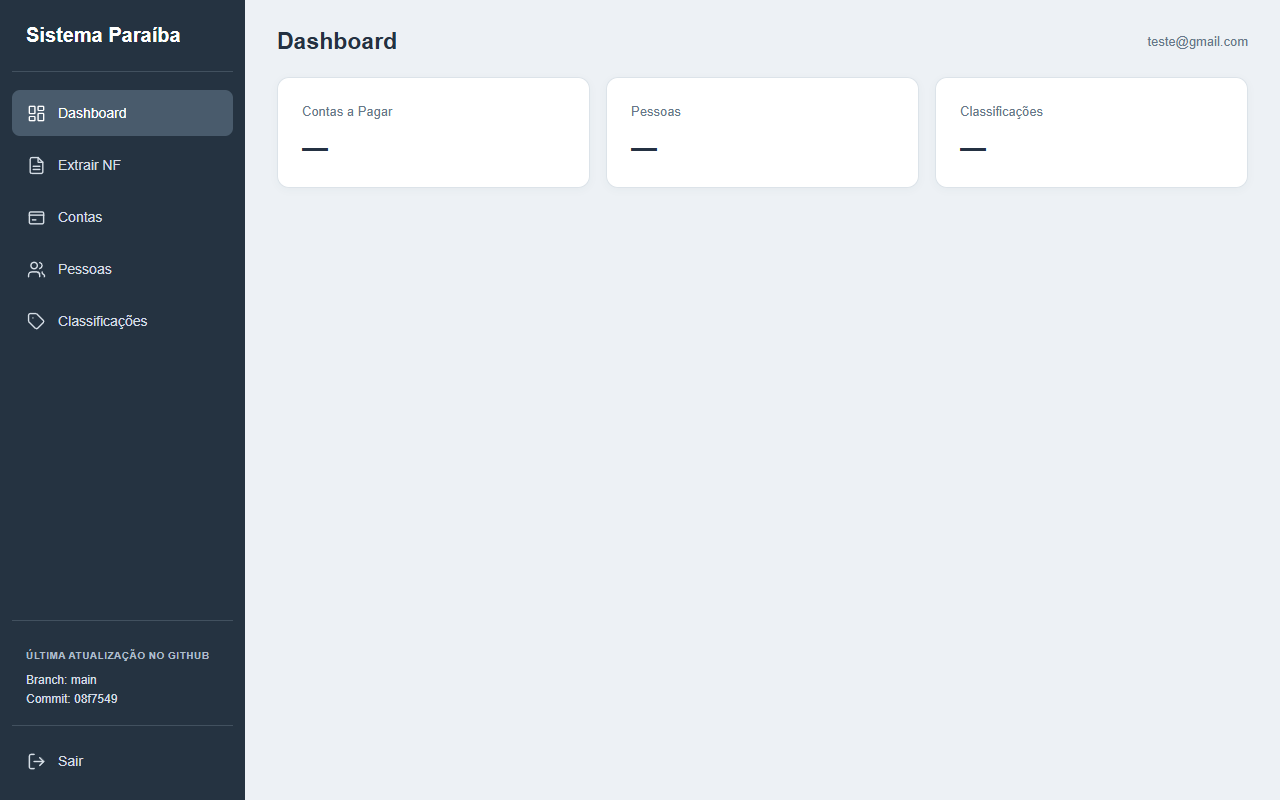 Sistema Paraíba
Dashboard
Extrair NF
Contas
Pessoas
Classificações
ÚLTIMA ATUALIZAÇÃO NO GITHUB
Branch: main
Commit: 08f7549
Sair
Dashboard
teste@gmail.com
Contas a Pagar
—
Pessoas
—
Classificações
—